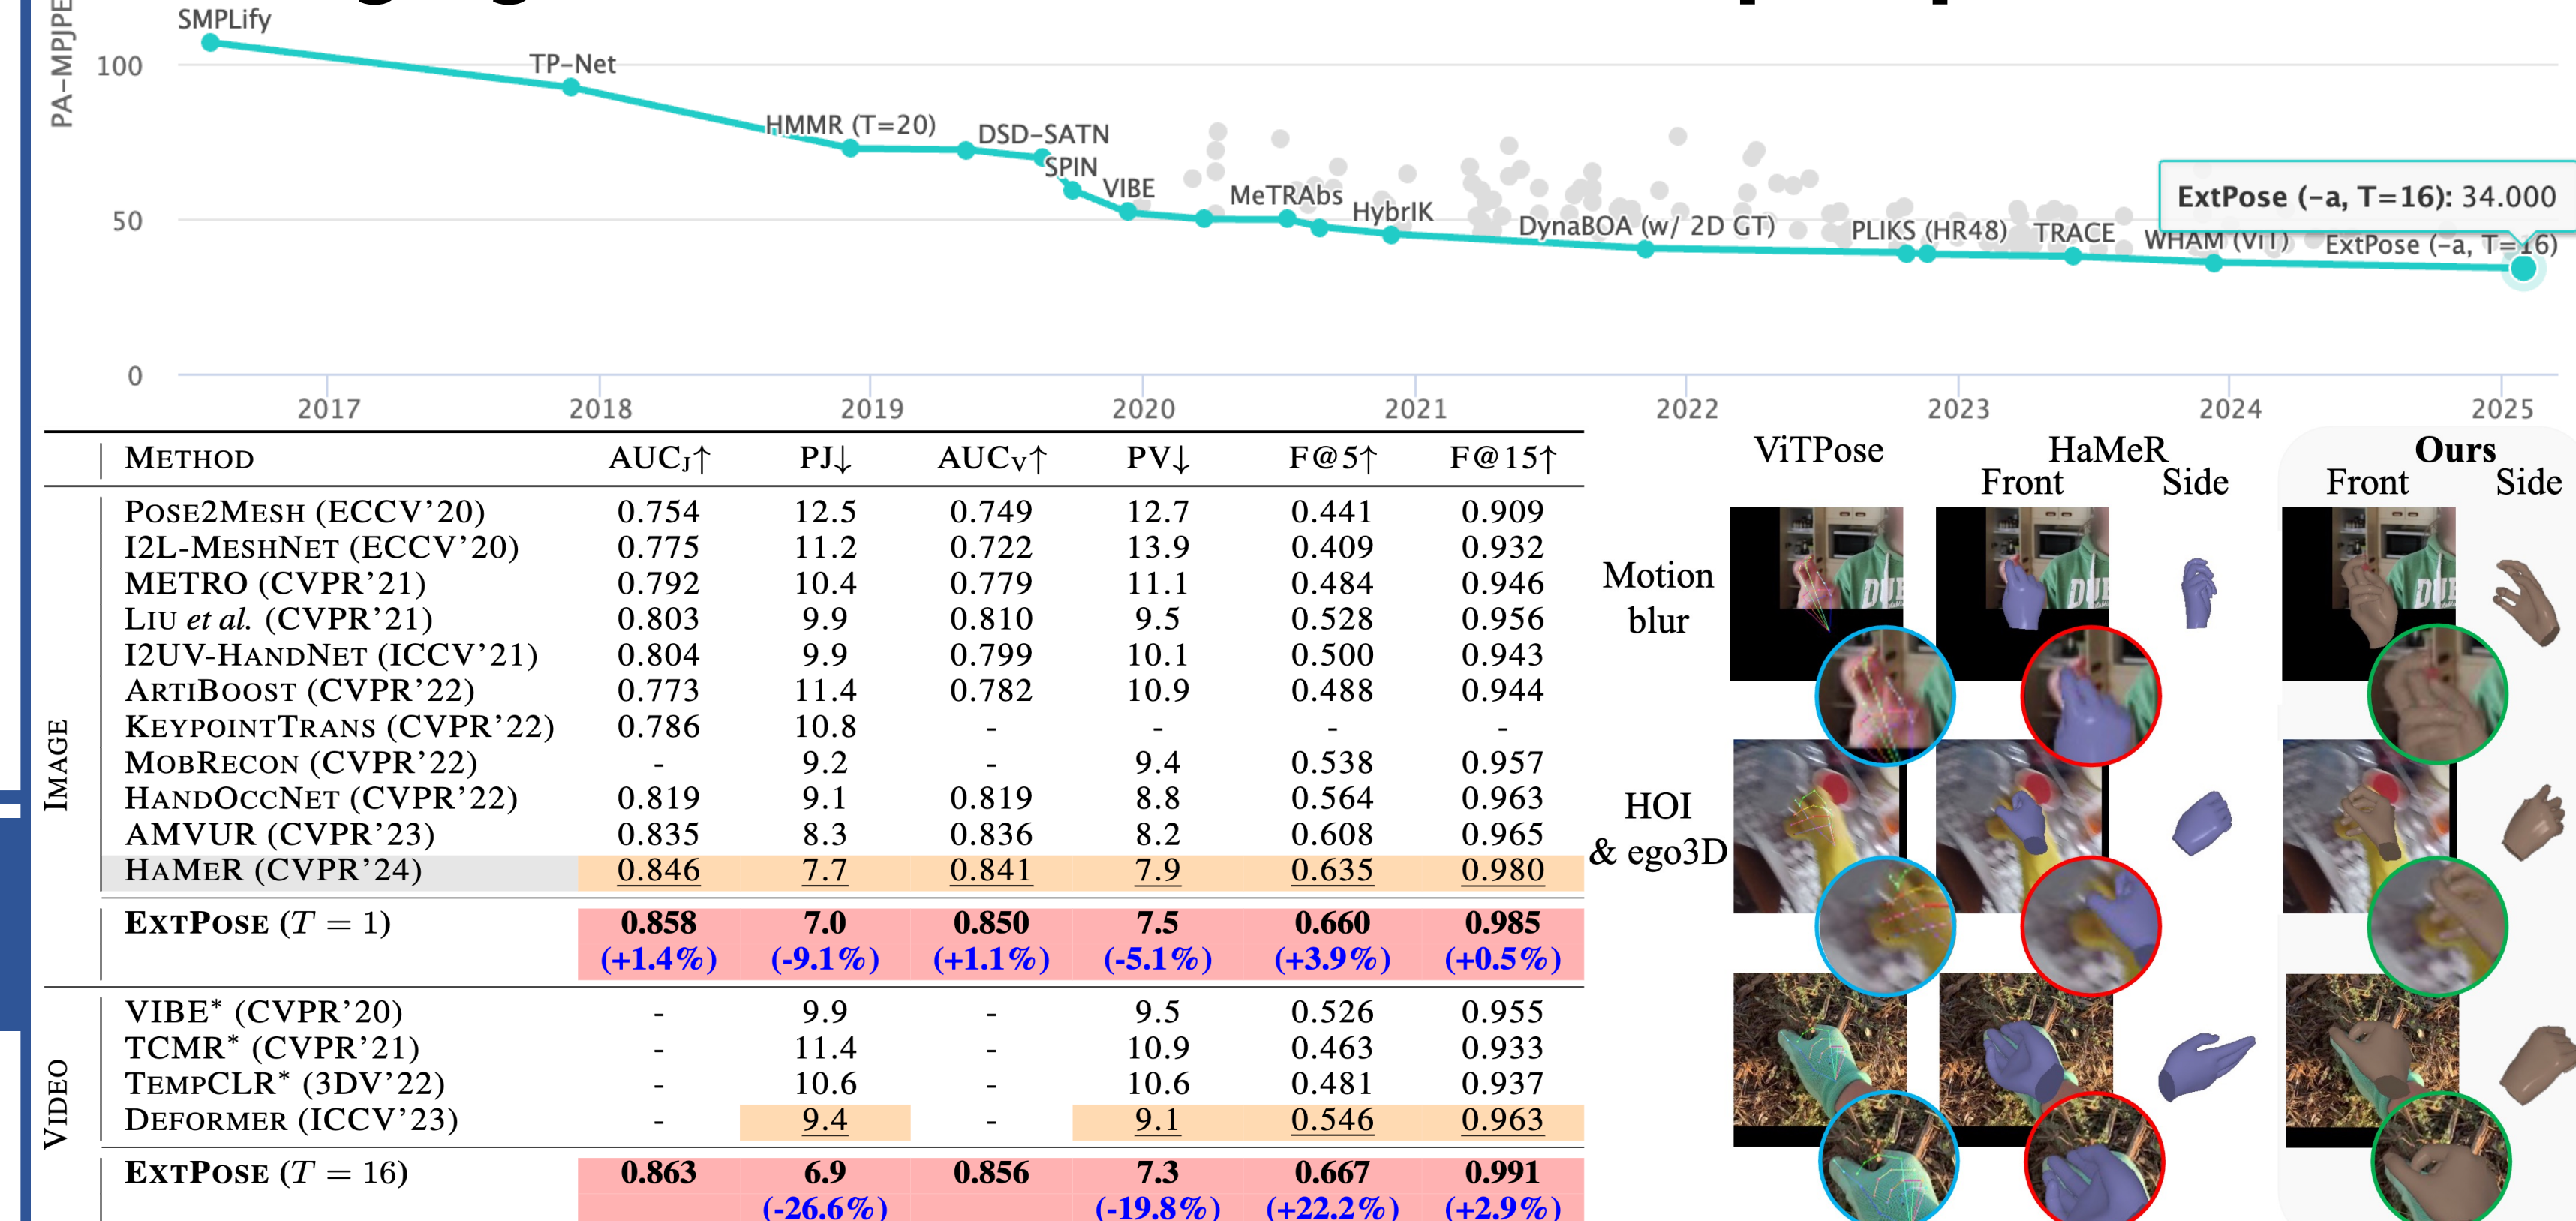 SMPLify
TP-Net
HMMR (T=20)
DSD-SATN
SPIN
VIBE
MeTRAbs
HybrIK
DynaBOA (w/ 2D GT)
PLIKS (HR48)
TRACE
WHAM (ViT)
ExtPose (-a, T=16)
ExtPose (-a, T=16): 34.000
PA-MPJPE
100
50
0
2017 2018 2019 2020 2021 2022 2023 2024 2025
METHOD AUCJ↑ PJ↓ AUCV↑ PV↓ F@5↑ F@15↑
IMAGE
POSE2MESH (ECCV'20) 0.754 12.5 0.749 12.7 0.441 0.909
I2L-MESHNET (ECCV'20) 0.775 11.2 0.722 13.9 0.409 0.932
METRO (CVPR'21) 0.792 10.4 0.779 11.1 0.484 0.946
LIU et al. (CVPR'21) 0.803 9.9 0.810 9.5 0.528 0.956
I2UV-HANDNET (ICCV'21) 0.804 9.9 0.799 10.1 0.500 0.943
ARTIBOOST (CVPR'22) 0.773 11.4 0.782 10.9 0.488 0.944
KEYPOINTTRANS (CVPR'22) 0.786 10.8 - - - -
MOBRECON (CVPR'22) - 9.2 - 9.4 0.538 0.957
HANDOCCNET (CVPR'22) 0.819 9.1 0.819 8.8 0.564 0.963
AMVUR (CVPR'23) 0.835 8.3 0.836 8.2 0.608 0.965
HAMER (CVPR'24) 0.846 7.7 0.841 7.9 0.635 0.980
EXTPOSE (T = 1) 0.858 7.0 0.850 7.5 0.660 0.985
(+1.4%) (-9.1%) (+1.1%) (-5.1%) (+3.9%) (+0.5%)
VIDEO
VIBE* (CVPR'20) - 9.9 - 9.5 0.526 0.955
TCMR* (CVPR'21) - 11.4 - 10.9 0.463 0.933
TEMPCLR* (3DV'22) - 10.6 - 10.6 0.481 0.937
DEFORMER (ICCV'23) - 9.4 - 9.1 0.546 0.963
EXTPOSE (T = 16) 0.863 6.9 0.856 7.3 0.667 0.991
(-26.6%) (-19.8%) (+22.2%) (+2.9%)
ViTPose HaMeR Ours
Front Side Front Side
Motion
blur
HOI
& ego3D